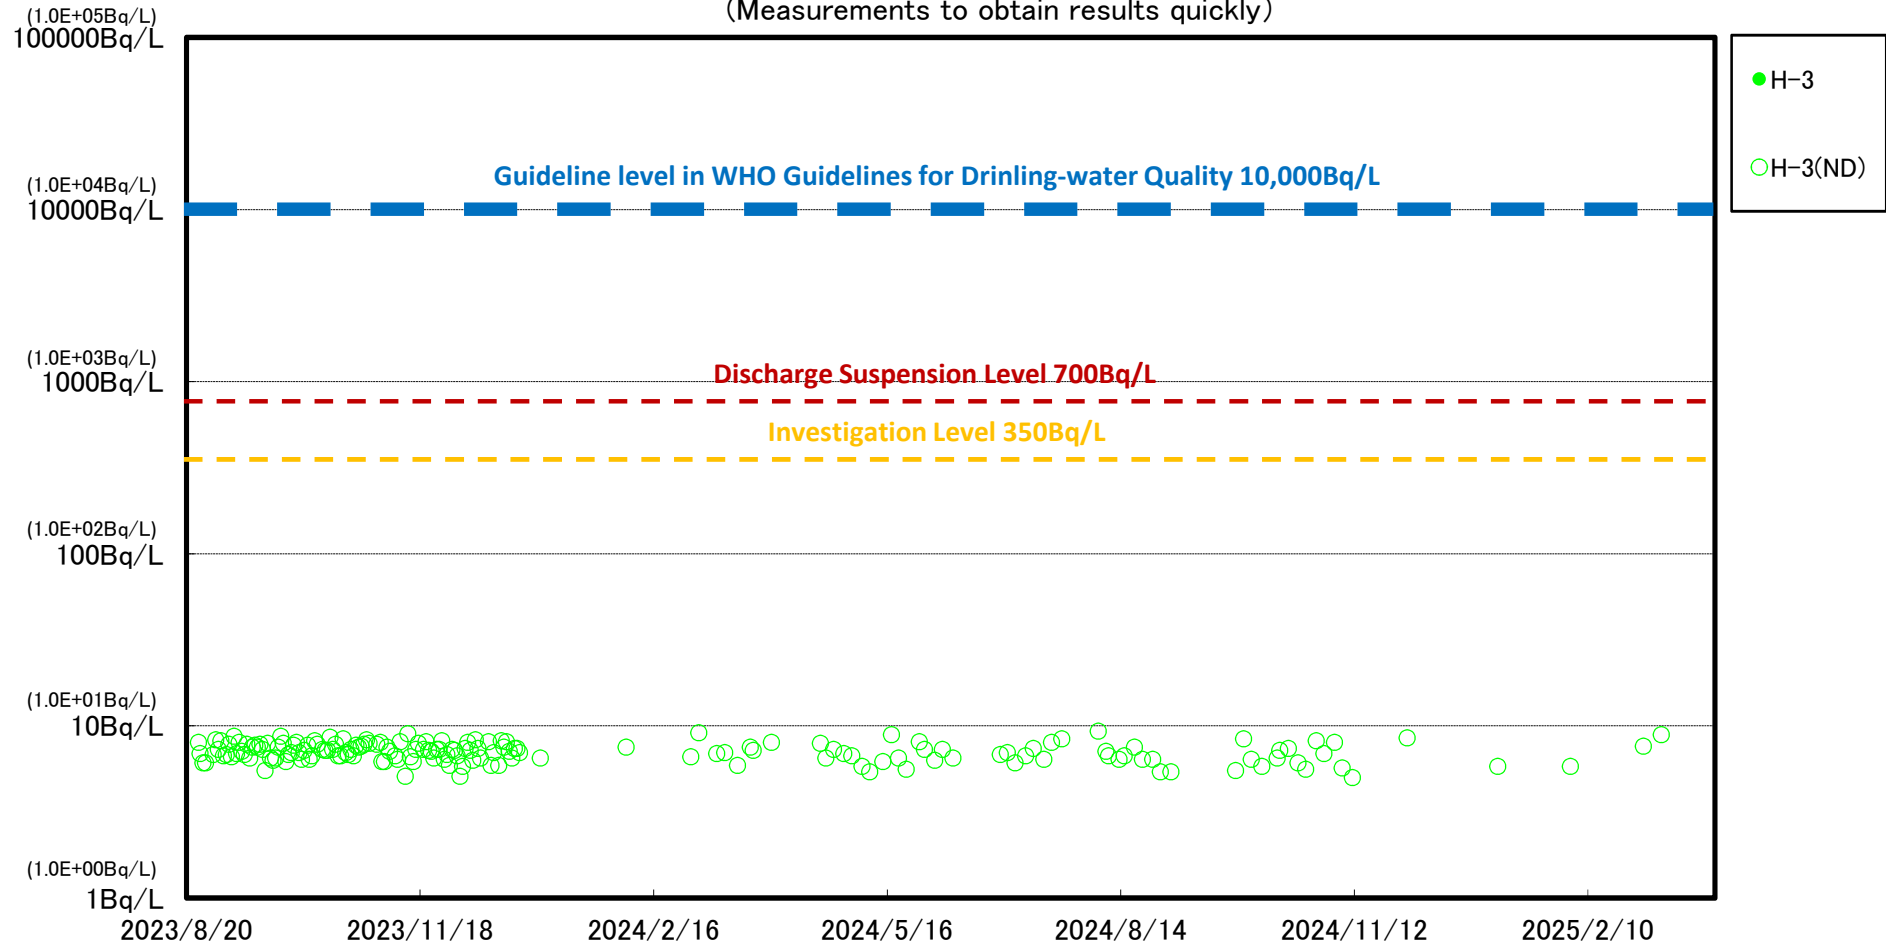 (Measurements to obtain results quickly)
(1.0E+05Bq/L)
100000Bq/L
H-3
H-3(ND)
Guideline level in WHO Guidelines for Drinling-water Quality 10,000Bq/L
(1.0E+04Bq/L)
10000Bq/L
(1.0E+03Bq/L)
1000Bq/L
Discharge Suspension Level 700Bq/L
Investigation Level 350Bq/L
(1.0E+02Bq/L)
100Bq/L
(1.0E+01Bq/L)
10Bq/L
(1.0E+00Bq/L)
1Bq/L
2023/8/20 2023/11/18 2024/2/16 2024/5/16 2024/8/14 2024/11/12 2025/2/10